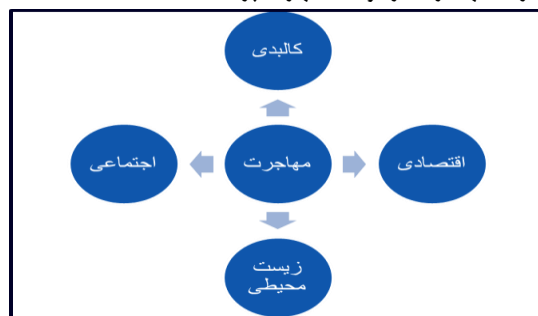 کالبدی
اقتصادی
مهاجرت
اجتماعی
زیست
محیطی